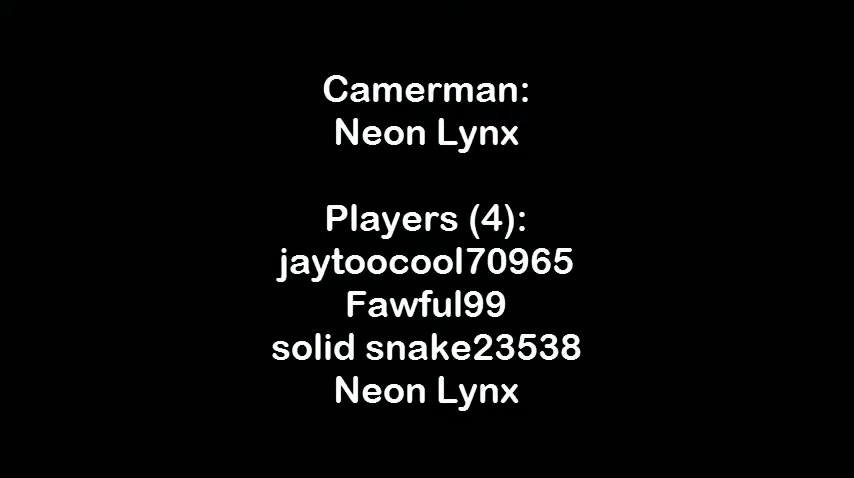 Camerman:
Neon Lynx
Players (4):
jaytoocool70965
Fawful99
solid snake23538
Neon Lynx